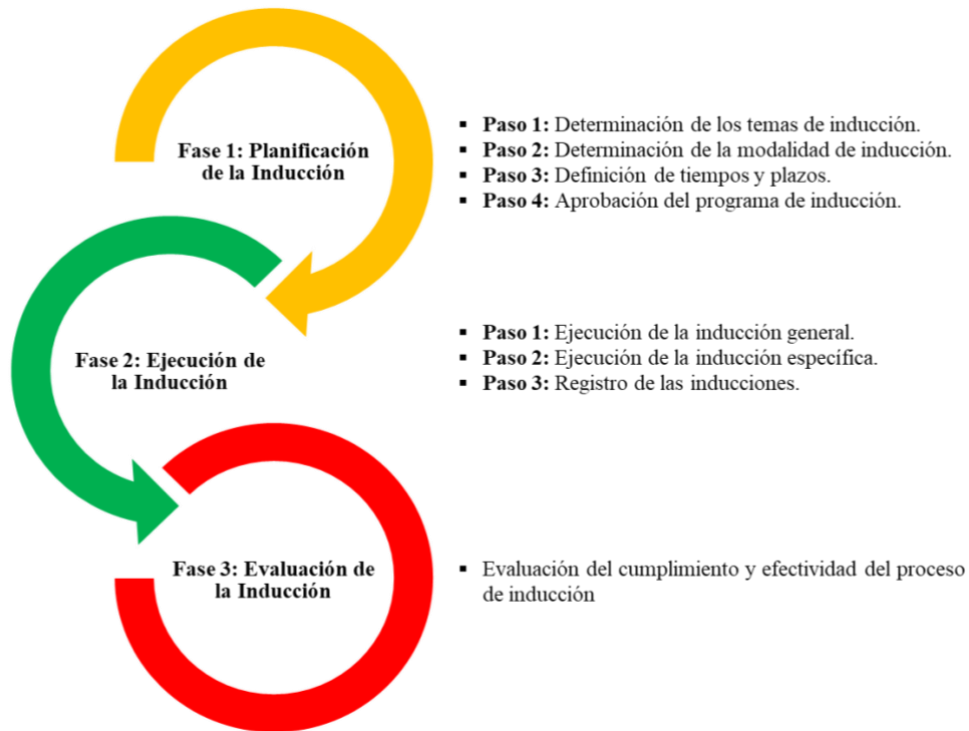 Fase 1: Planificación
de la Inducción
▪ Paso 1: Determinación de los temas de inducción.
▪ Paso 2: Determinación de la modalidad de inducción.
▪ Paso 3: Definición de tiempos y plazos.
▪ Paso 4: Aprobación del programa de inducción.
Fase 2: Ejecución de
la Inducción
▪ Paso 1: Ejecución de la inducción general.
▪ Paso 2: Ejecución de la inducción específica.
▪ Paso 3: Registro de las inducciones.
Fase 3: Evaluación de
la Inducción
▪ Evaluación del cumplimiento y efectividad del proceso
de inducción